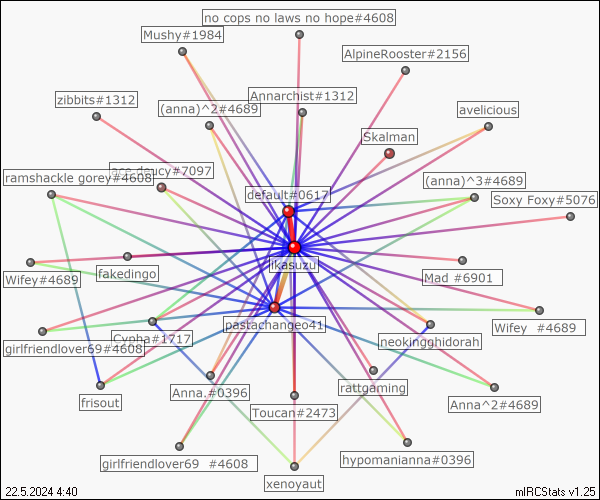 no cops no laws no hope#4608
Mushy#1984
AlpineRooster#2156
zibbits#1312
(anna)^2#4689
Annarchist#1312
avelicious
Skalman
ramshackle gorey#4608
ace deucy#7097
default#0617
(anna)^3#4689
Soxy Foxy#5076
Wifey#4689
fakedingo
ikasuzu
Mad #6901
girlfriendlover69#4608
Cynba#1717
pastachangeo41
neokingghidorah
Wifey #4689
frisout
Anna.#0396
Toucan#2473
rattgaming
Anna^2#4689
girlfriendlover69 #4608
xenoyaut
hypomanianna#0396
22.5.2024 4:40
mIRCStats v1.25